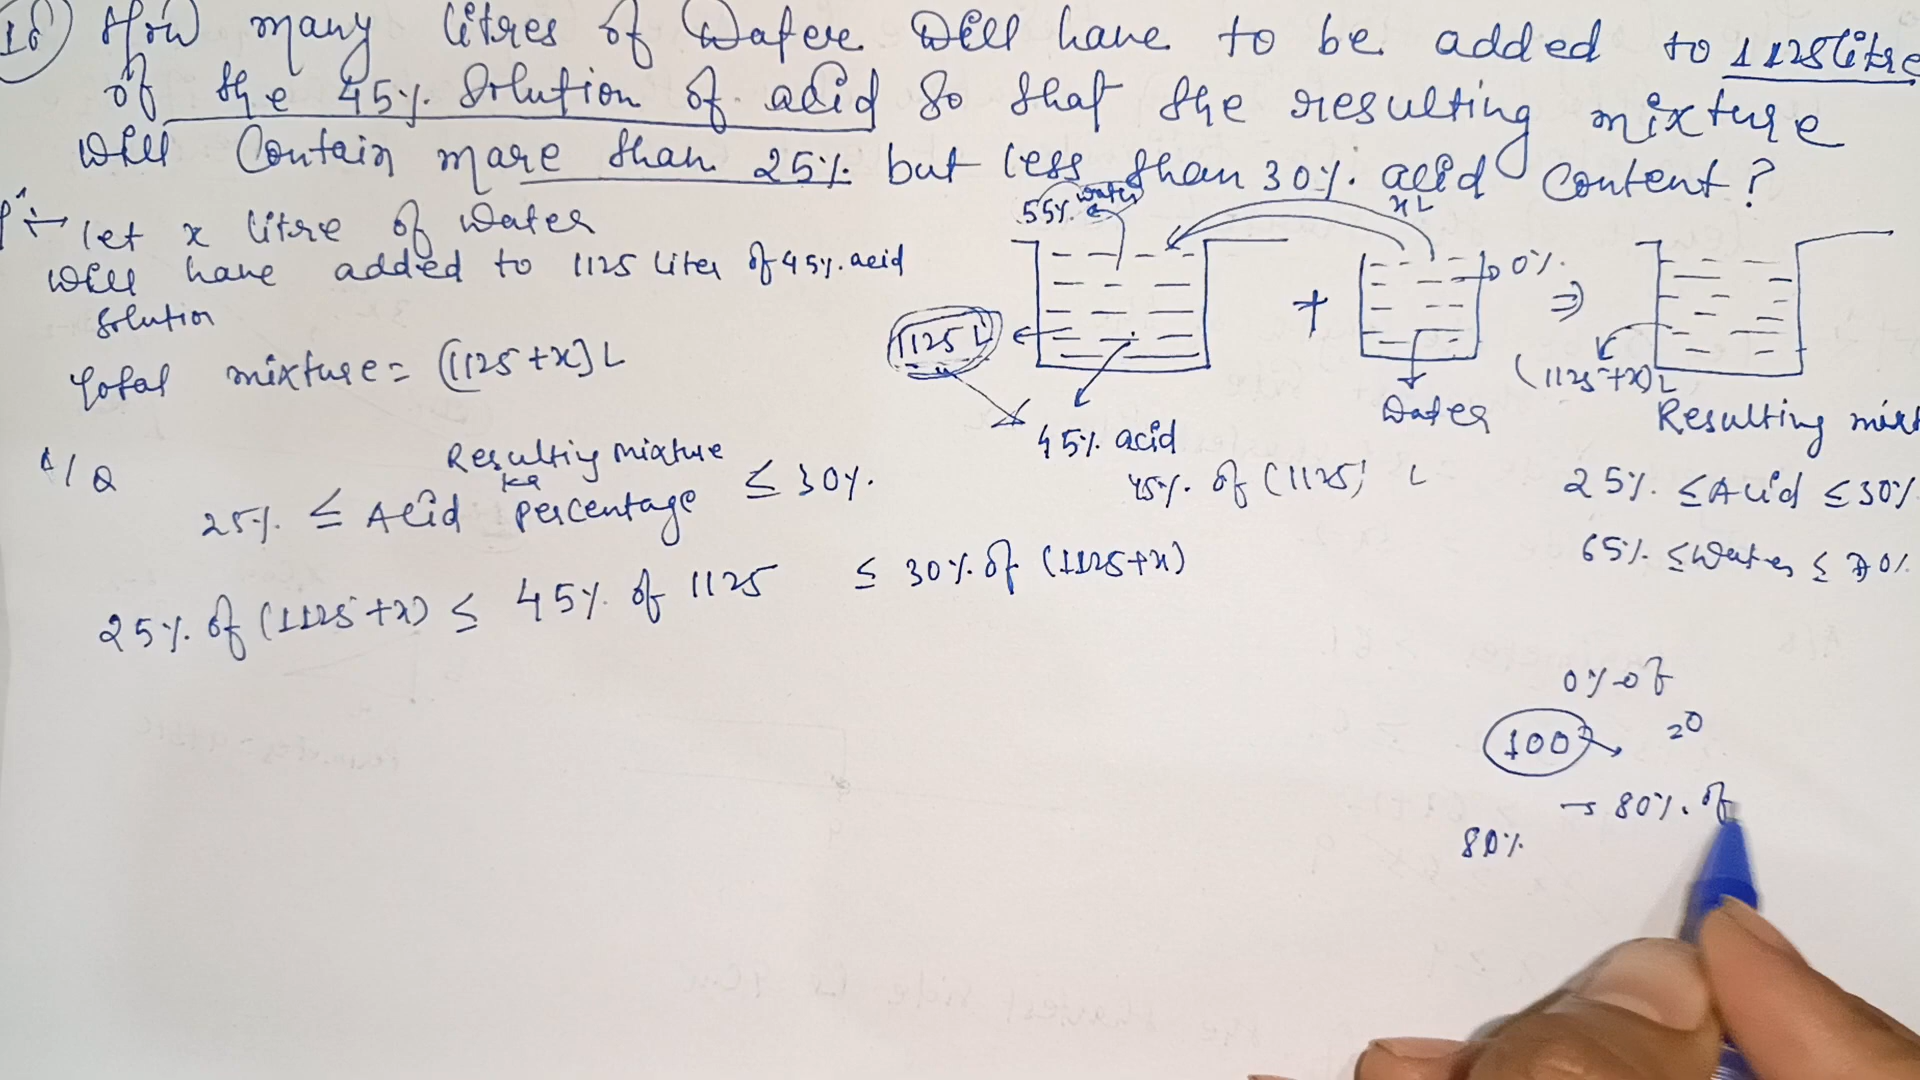 16 How many litres of water will have to be added to 1125 litre
of the 45% solution of acid so that the resulting mixture
will contain more than 25% but less than 30% acid content?
let x litre of water
will have added to 1125 liter of 45% acid
solution
Total mixture = (1125 + x) L
A/Q
Resulting mixture
ka
25% ≤ Acid percentage ≤ 30%
25% of (1125 + x) ≤ 45% of 1125 ≤ 30% of (1125+x)
55% water
xL
0%
1125 L
+
⇒
(1125+x)L
Water
Resulting
45% acid
45% of (1125) L
25% ≤ Acid ≤ 30%
65% ≤ Water ≤ 70%
0% of
100 20
→ 80% of
80%